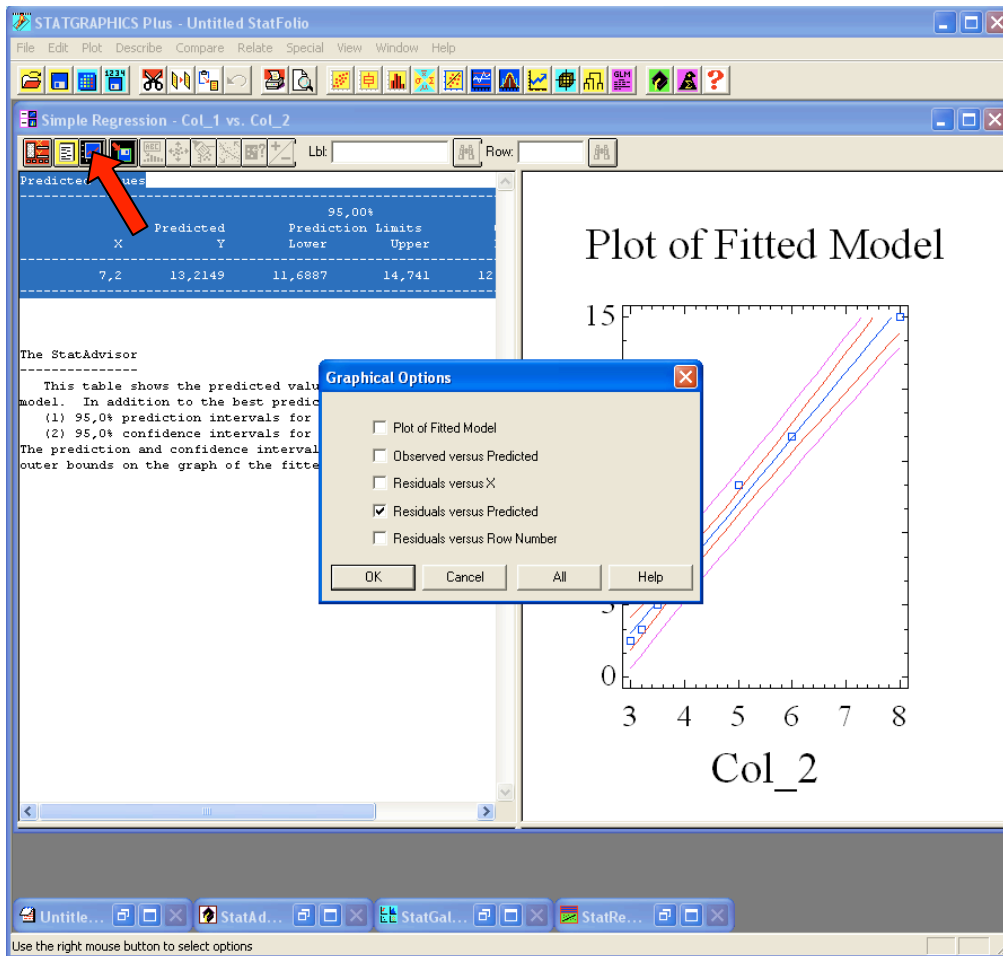 STATGRAPHICS Plus - Untitled StatFolio
File Edit Plot Describe Compare Relate Special View Window Help
1234
GLM
Simple Regression - Col_1 vs. Col_2
Lbl:
Row:
Predicted
95,00%
Predicted Prediction Limits
X Y Lower Upper
7,2 13,2149 11,6887 14,741 12
The StatAdvisor
This table shows the predicted
model. In addition to the best
(1) 95,0% prediction intervals for
(2) 95,0% confidence intervals for
The prediction and confidence
outer bounds on the graph of the
Graphical Options
Plot of Fitted Model
Observed versus Predicted
Residuals versus X
Residuals versus Predicted
Residuals versus Row Number
OK Cancel All Help
Plot of Fitted Model
15
3
0
3 4 5 6 7 8
Col_2
Untitle... StatAd... StatGal... StatRe...
Use the right mouse button to select options